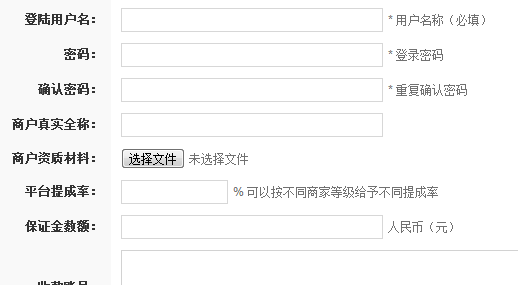 登陆用户名： * 用户名称（必填）
密码： * 登录密码
确认密码： * 重复确认密码
商户真实全称：
商户资质材料： 选择文件 未选择文件
平台提成率： % 可以按不同商家等级给予不同提成率
保证金数额： 人民币（元）